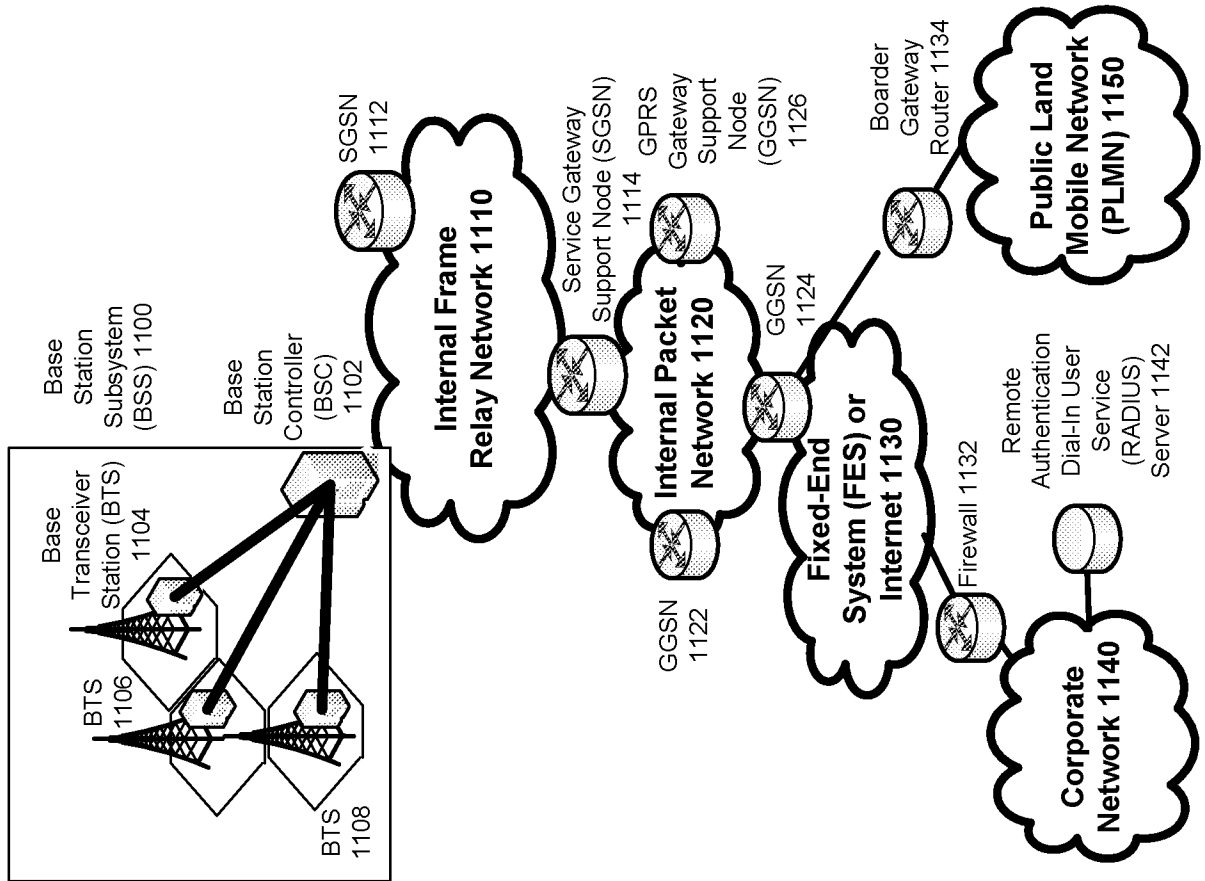 Base
Station
Subsystem
(BSS) 1100
Base
Transceiver
Station (BTS)
1104
BTS
1106
BTS
1108
Base
Station
Controller
(BSC)
1102
SGSN
1112
Internal Frame
Relay Network 1110
Service Gateway
Support Node (SGSN)
1114
GPRS
Gateway
Support
Node
(GGSN)
1126
Internal Packet
Network 1120
GGSN
1122
GGSN
1124
Fixed-End
System (FES) or
Internet 1130
Boarder
Gateway
Router 1134
Public Land
Mobile Network
(PLMN) 1150
Firewall 1132
Remote
Authentication
Dial-In User
Service
(RADIUS)
Server 1142
Corporate
Network 1140